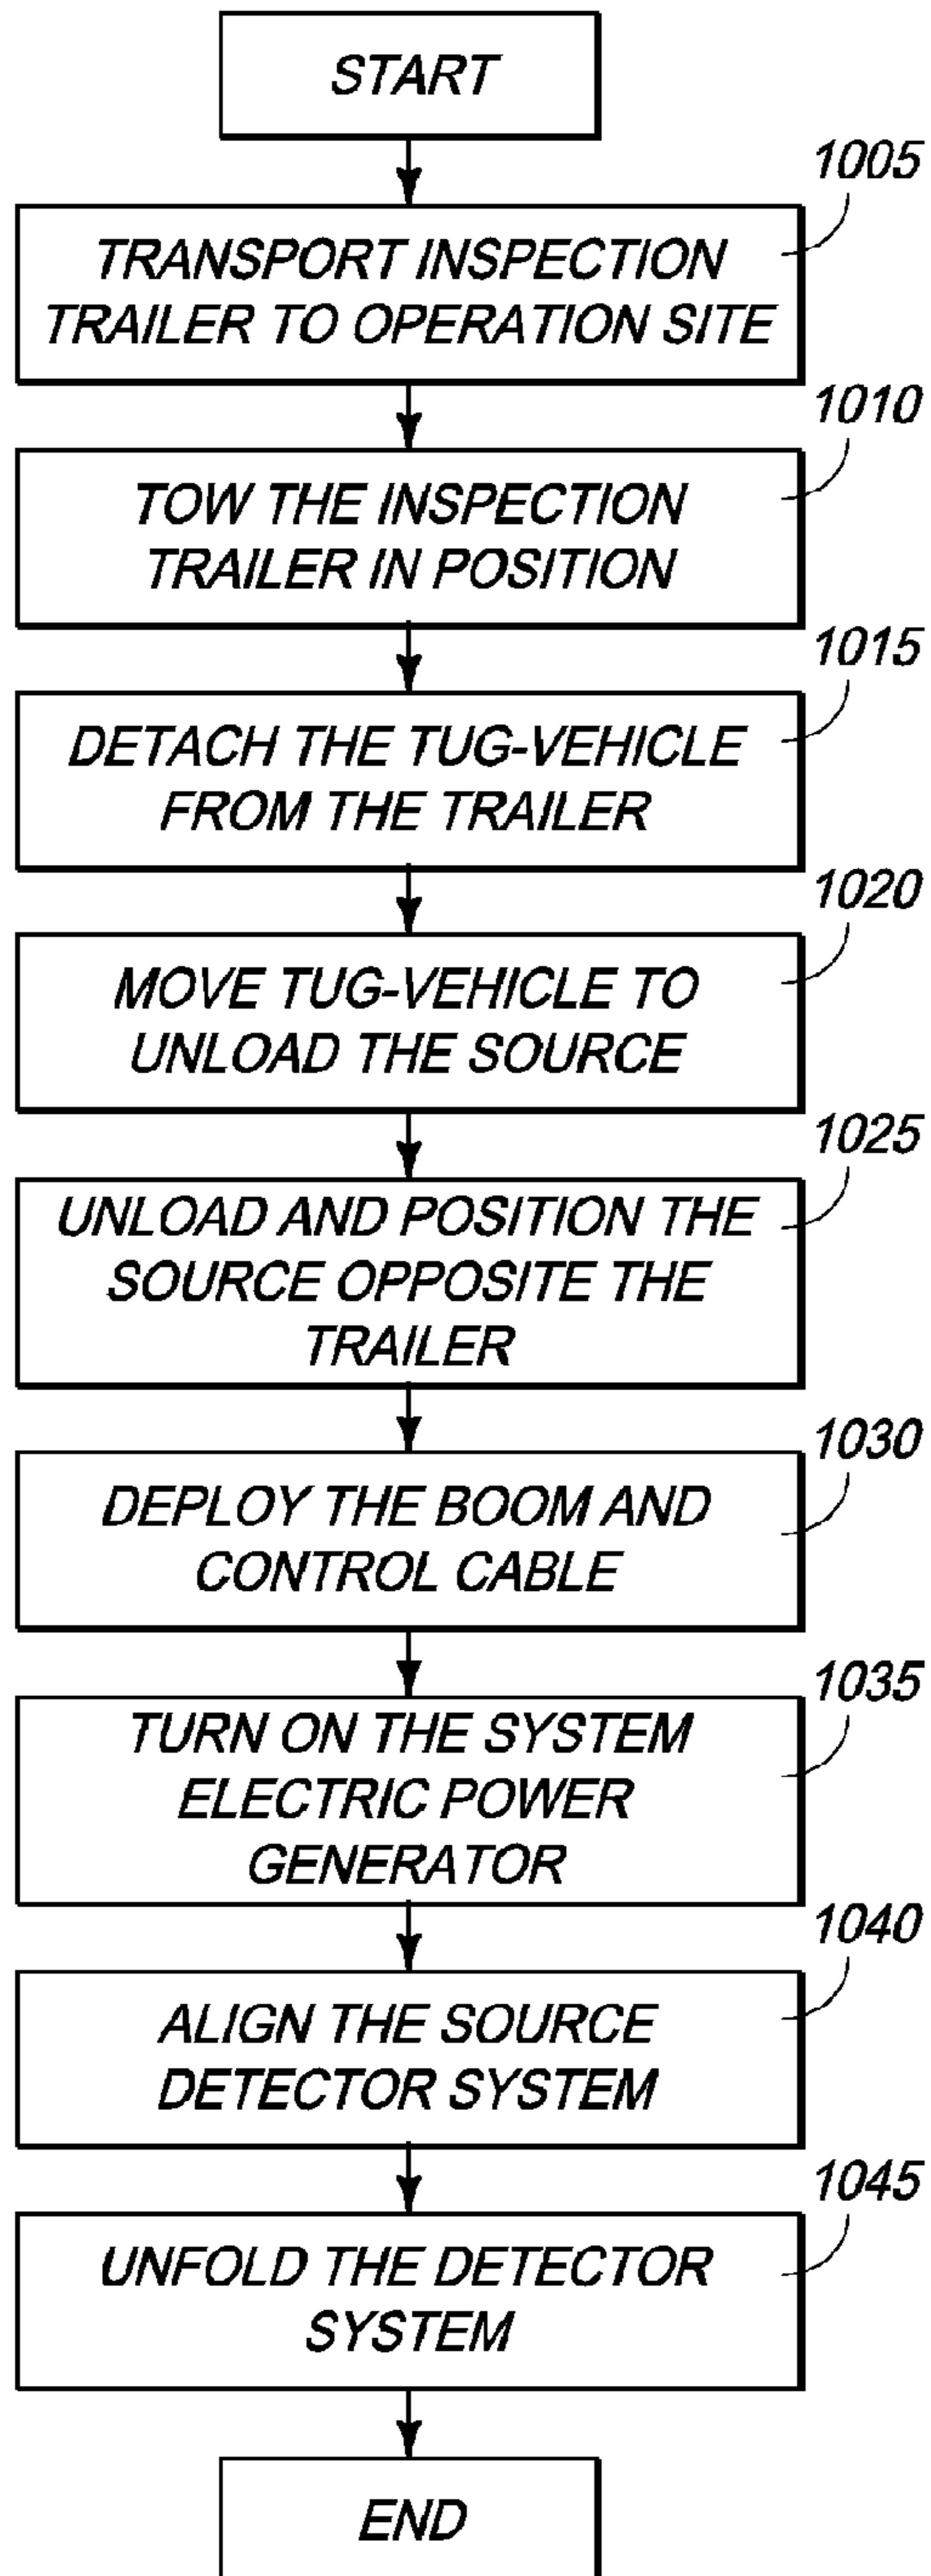 START
1005
TRANSPORT INSPECTION
TRAILER TO OPERATION SITE
1010
TOW THE INSPECTION
TRAILER IN POSITION
1015
DETACH THE TUG-VEHICLE
FROM THE TRAILER
1020
MOVE TUG-VEHICLE TO
UNLOAD THE SOURCE
1025
UNLOAD AND POSITION THE
SOURCE OPPOSITE THE
TRAILER
1030
DEPLOY THE BOOM AND
CONTROL CABLE
1035
TURN ON THE SYSTEM
ELECTRIC POWER
GENERATOR
1040
ALIGN THE SOURCE
DETECTOR SYSTEM
1045
UNFOLD THE DETECTOR
SYSTEM
END